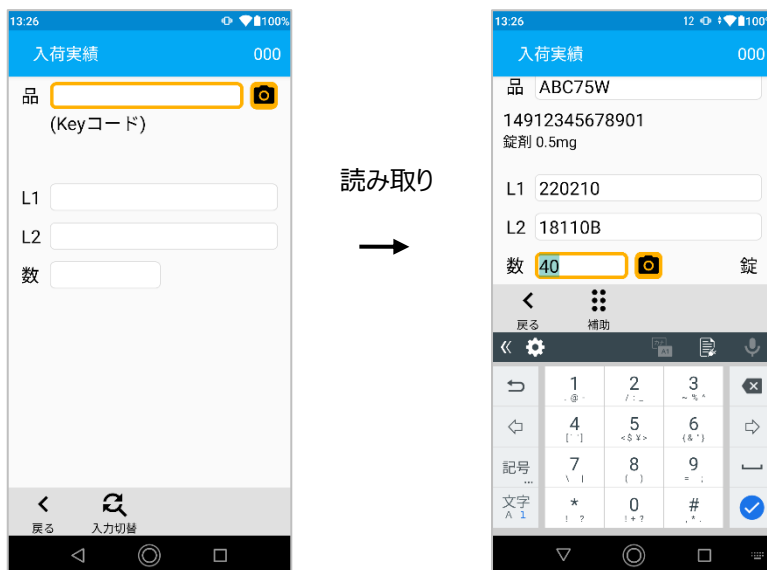 13:26
100%
入荷実績 000
品
(Keyコード)
L1
L2
数
戻る 入力切替
読み取り
13:26
12 100%
入荷実績 000
品 ABC75W
14912345678901
錠剤 0.5mg
L1 220210
L2 18110B
数 40 錠
戻る 補助
1 2 3
. @ - / : _ ~ % ^
4 5 6
[ ` ] < $ ¥ > ( & ' )
記号 7 8 9
... \ | ( ) = ;
文字 * 0 #
A 1 ! ? ! + ? , * .